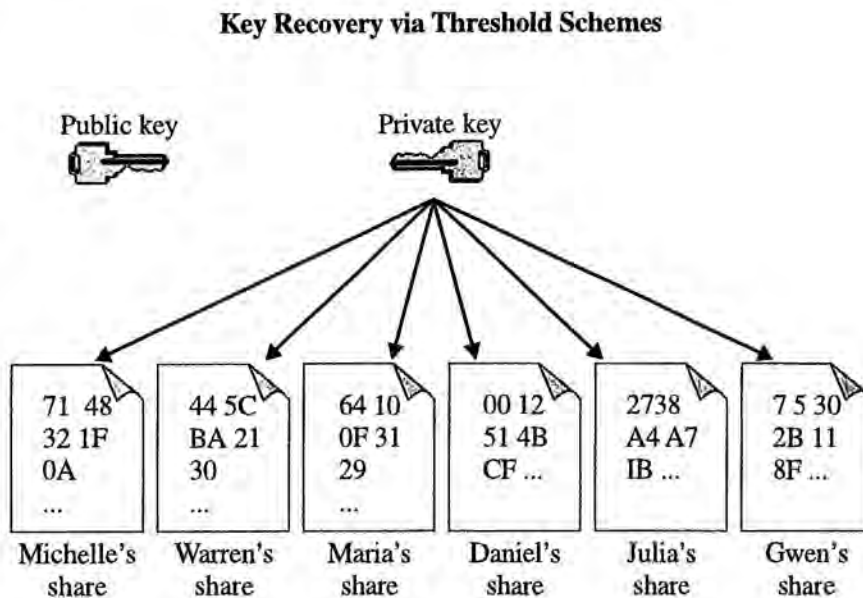 Key Recovery via Threshold Schemes
Public key
Private key
71 48
32 1F
0A
...
44 5C
BA 21
30
...
64 10
0F 31
29
...
00 12
51 4B
CF ...
2738
A4 A7
IB ...
7 5 30
2B 11
8F ...
Michelle's
share
Warren's
share
Maria's
share
Daniel's
share
Julia's
share
Gwen's
share